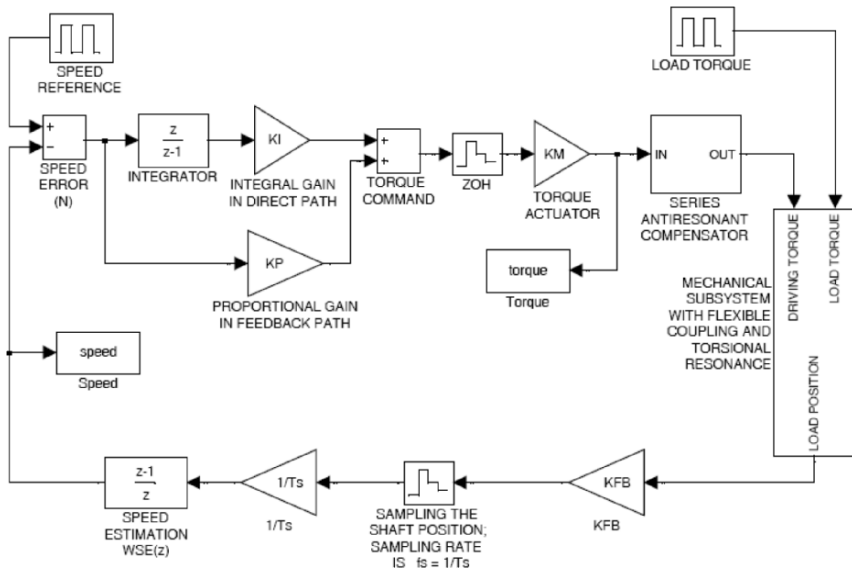 SPEED
REFERENCE
LOAD TORQUE
+
−
SPEED
ERROR
(N)
z
z-1
INTEGRATOR
KI
INTEGRAL GAIN
IN DIRECT PATH
+
+
TORQUE
COMMAND
ZOH
KM
TORQUE
ACTUATOR
IN OUT
SERIES
ANTIRESONANT
COMPENSATOR
KP
PROPORTIONAL GAIN
IN FEEDBACK PATH
torque
Torque
DRIVING TORQUE
LOAD TORQUE
LOAD POSITION
MECHANICAL
SUBSYSTEM
WITH FLEXIBLE
COUPLING AND
TORSIONAL
RESONANCE
speed
Speed
z-1
z
SPEED
ESTIMATION
WSE(z)
1/Ts
1/Ts
SAMPLING THE
SHAFT POSITION;
SAMPLING RATE
IS fs = 1/Ts
KFB
KFB